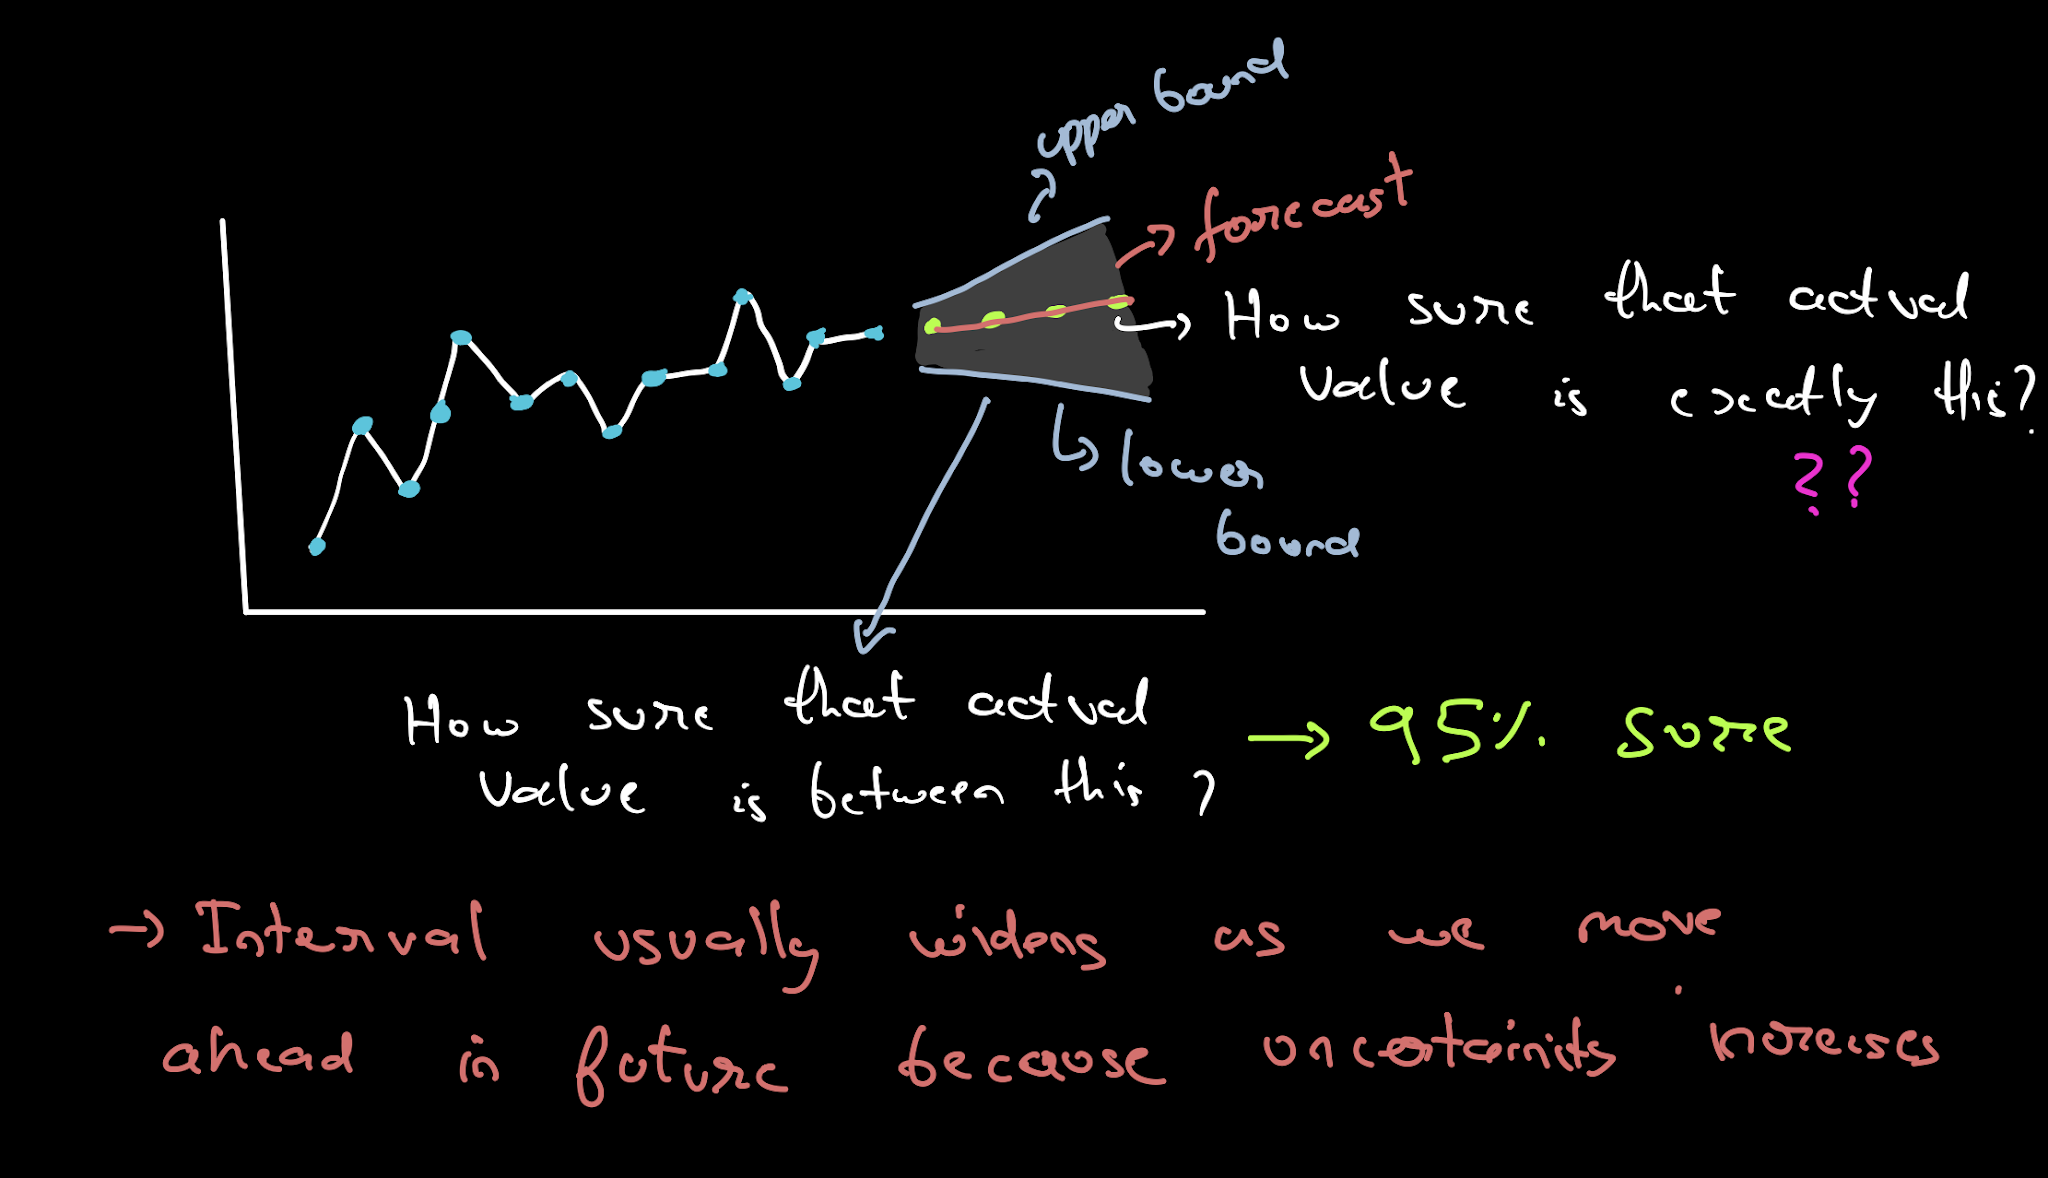 upper bound
forecast
How sure that actual
value is exactly this?
??
lower
bound
How sure that actual
value is between this ?
→ 95% sure
→ Interval usually widens as we move
ahead in future because uncertainity increases